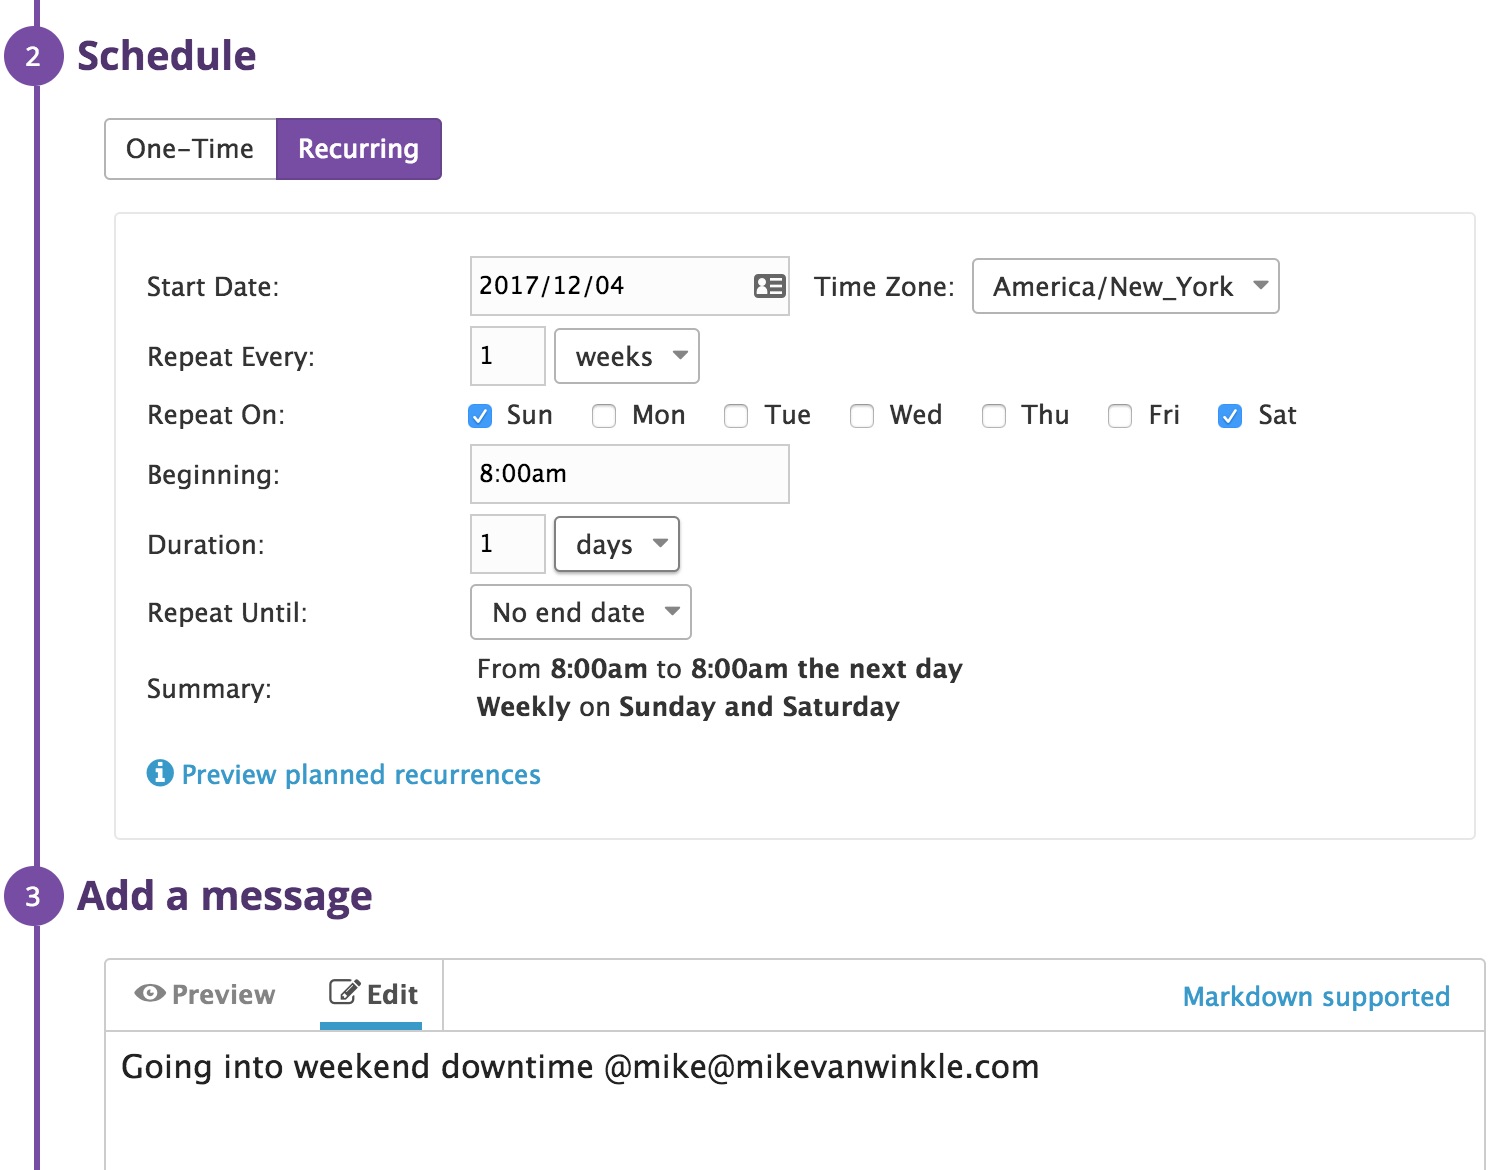 2 Schedule
One-Time Recurring
Start Date: 2017/12/04 Time Zone: America/New_York
Repeat Every: 1 weeks
Repeat On: Sun Mon Tue Wed Thu Fri Sat
Beginning: 8:00am
Duration: 1 days
Repeat Until: No end date
Summary: From 8:00am to 8:00am the next day
Weekly on Sunday and Saturday
Preview planned recurrences
3 Add a message
Preview Edit Markdown supported
Going into weekend downtime @mike@mikevanwinkle.com